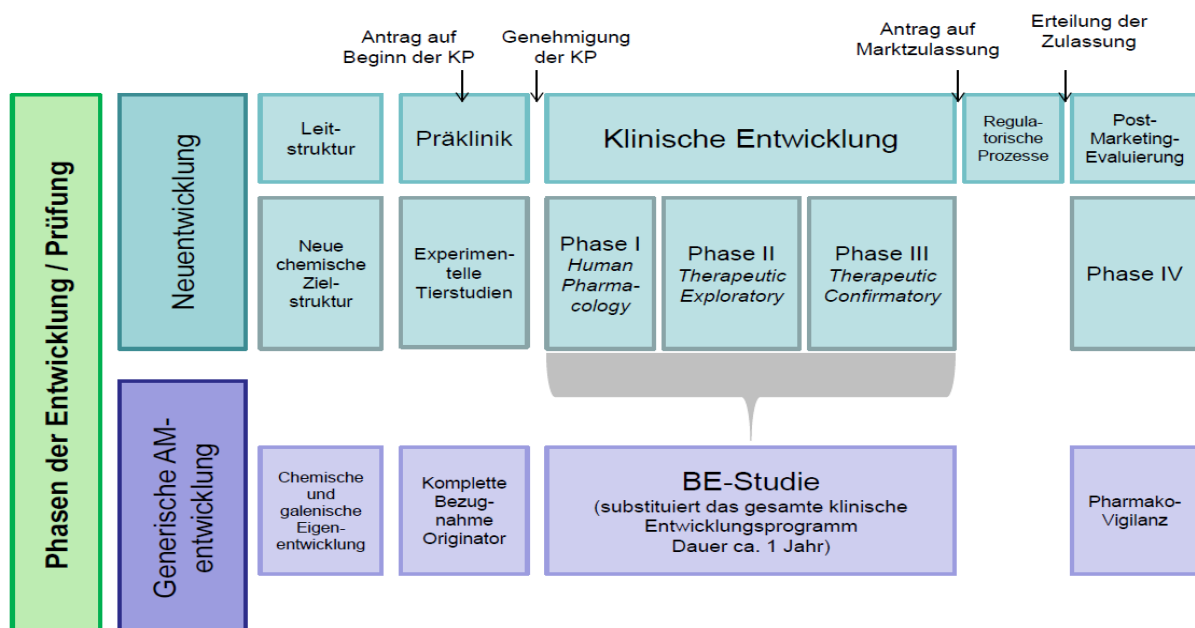 Antrag auf
Beginn der KP
Genehmigung
der KP
Antrag auf
Marktzulassung
Erteilung der
Zulassung
Phasen der Entwicklung / Prüfung
Neuentwicklung
Leit-
struktur
Präklinik
Klinische Entwicklung
Regula-
torische
Prozesse
Post-
Marketing-
Evaluierung
Neue
chemische
Ziel-
struktur
Experimen-
telle
Tierstudien
Phase I
Human
Pharma-
cology
Phase II
Therapeutic
Exploratory
Phase III
Therapeutic
Confirmatory
Phase IV
Generische AM-
entwicklung
Chemische
und
galenische
Eigen-
entwicklung
Komplette
Bezug-
nahme
Originator
BE-Studie
(substituiert das gesamte klinische
Entwicklungsprogramm
Dauer ca. 1 Jahr)
Pharmako-
Vigilanz